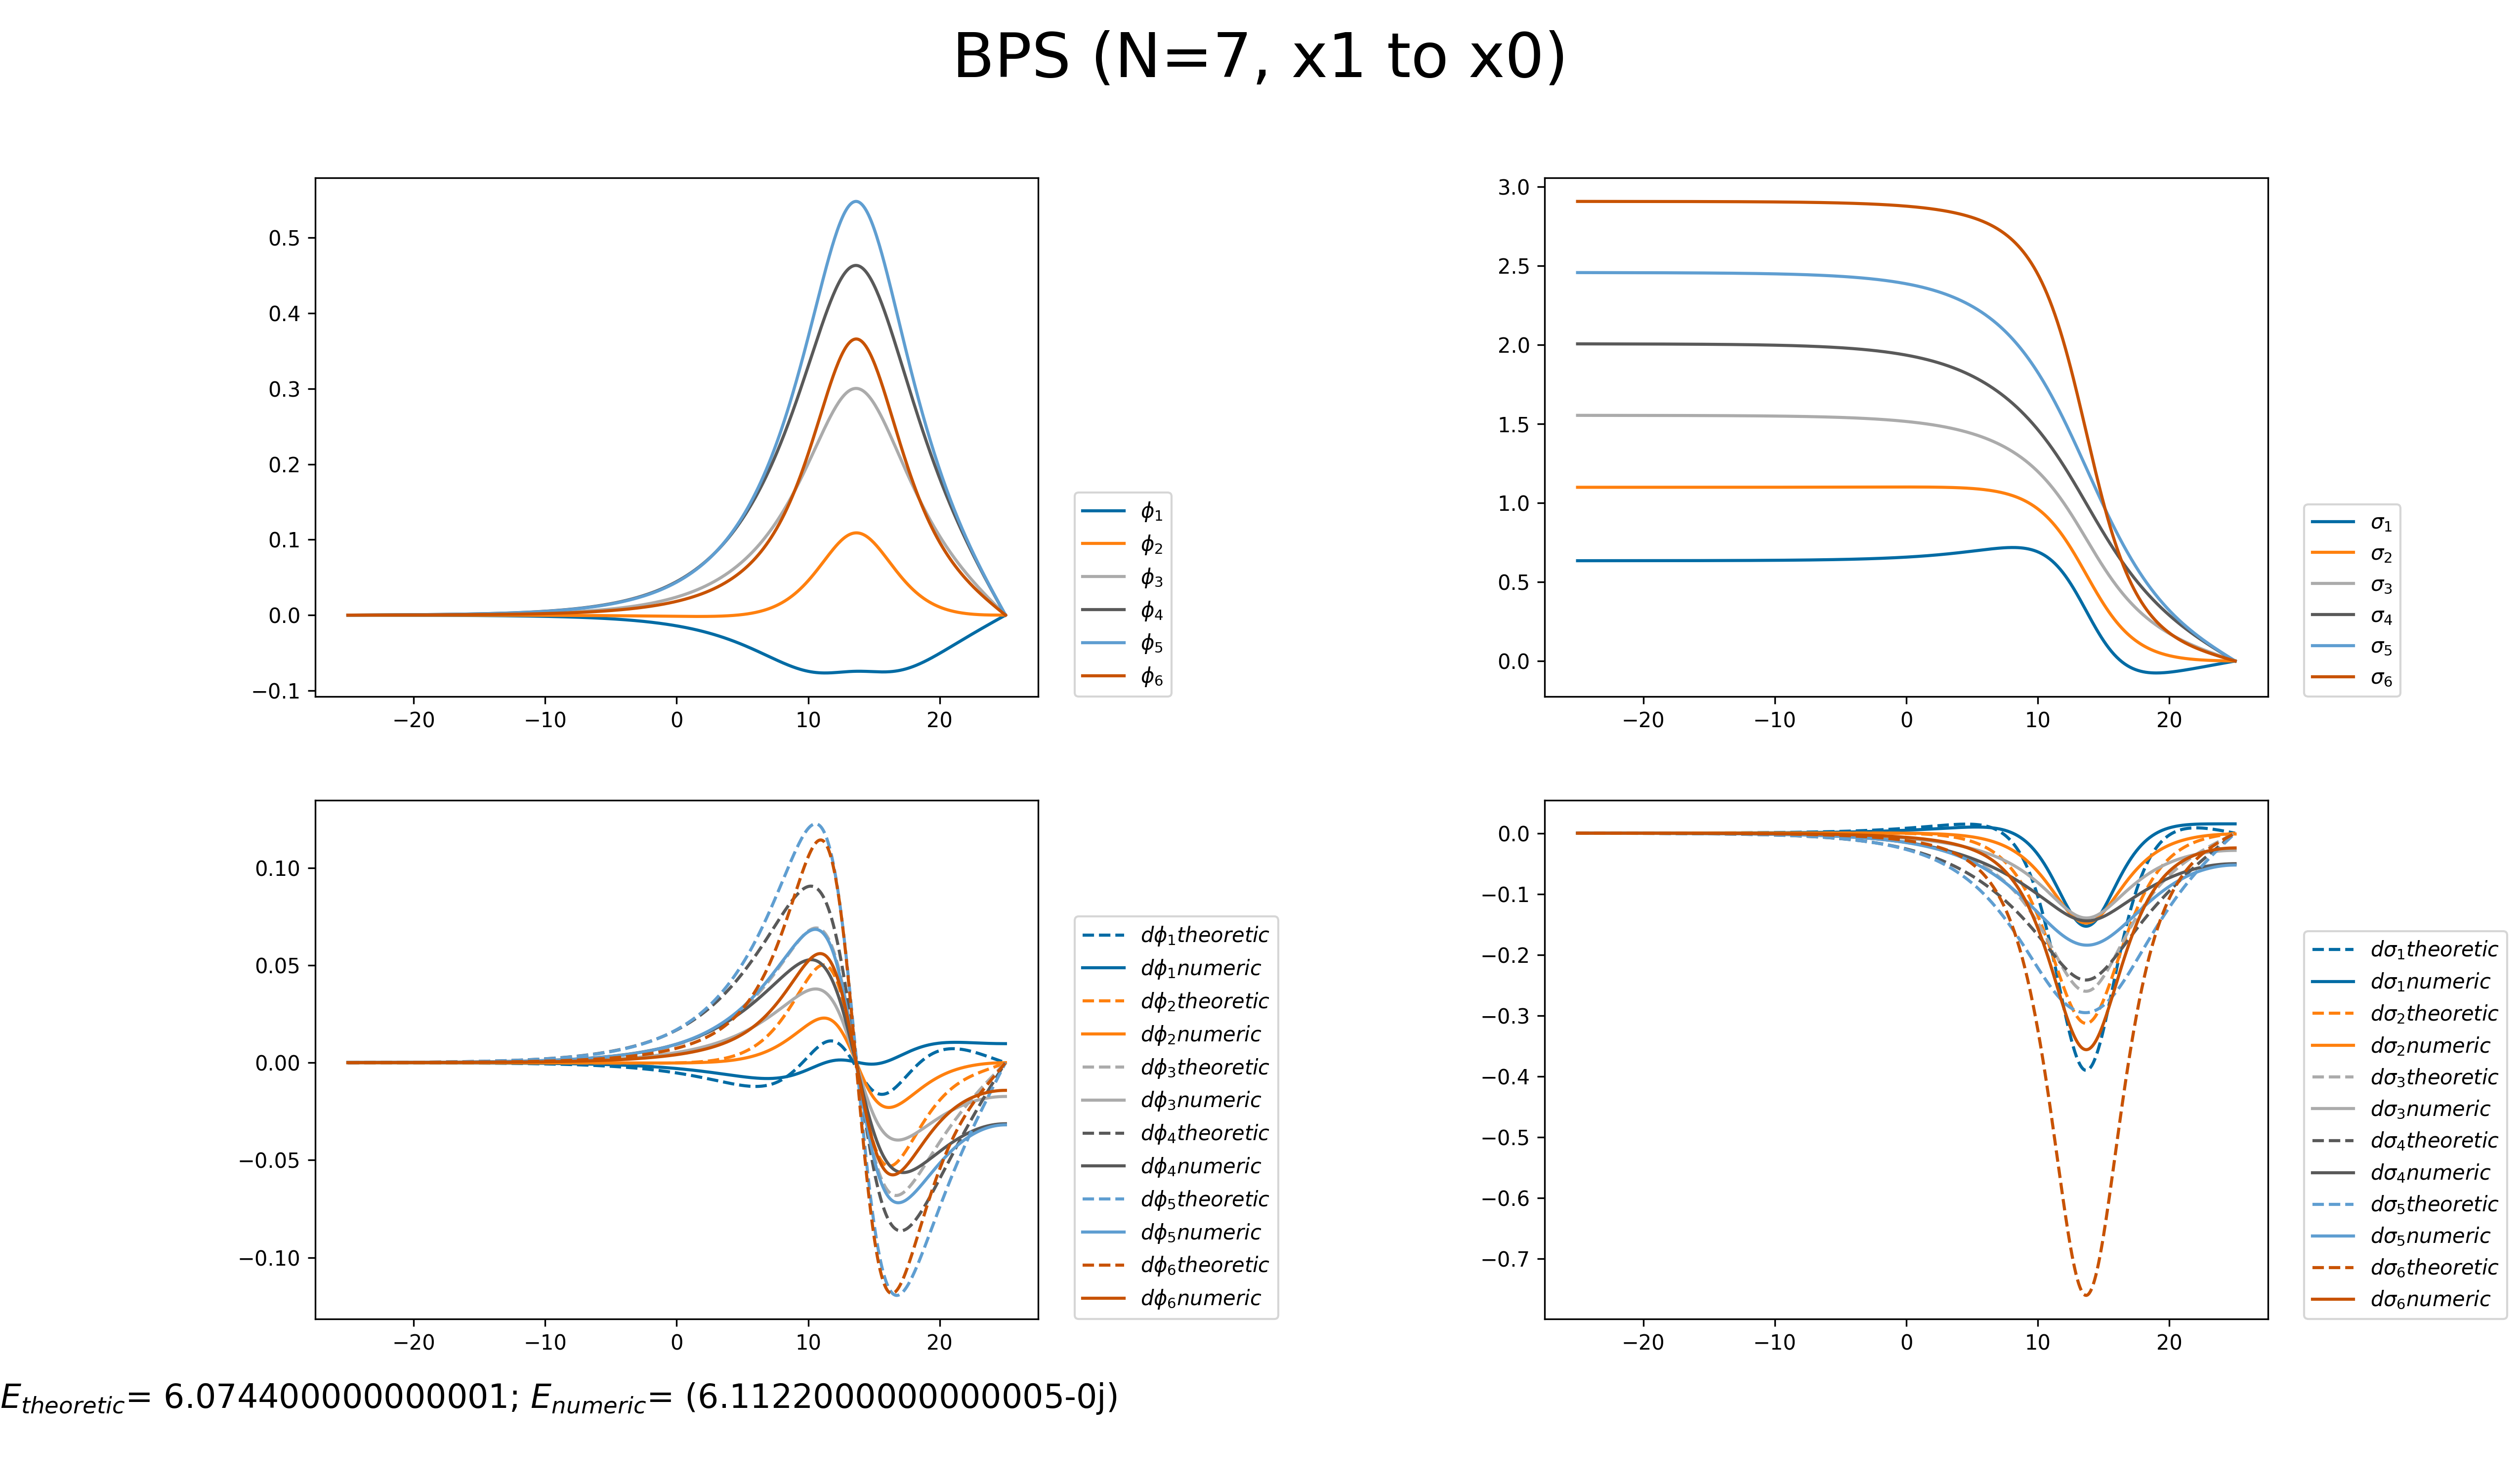 BPS (N=7, x1 to x0)
0.5
0.4
0.3
0.2
0.1
0.0
−0.1
−20
−10
0
10
20
ϕ₁
ϕ₂
ϕ₃
ϕ₄
ϕ₅
ϕ₆
3.0
2.5
2.0
1.5
1.0
0.5
0.0
−20
−10
0
10
20
σ₁
σ₂
σ₃
σ₄
σ₅
σ₆
0.10
0.05
0.00
−0.05
−0.10
−20
−10
0
10
20
dϕ₁theoretic
dϕ₁numeric
dϕ₂theoretic
dϕ₂numeric
dϕ₃theoretic
dϕ₃numeric
dϕ₄theoretic
dϕ₄numeric
dϕ₅theoretic
dϕ₅numeric
dϕ₆theoretic
dϕ₆numeric
0.0
−0.1
−0.2
−0.3
−0.4
−0.5
−0.6
−0.7
−20
−10
0
10
20
dσ₁theoretic
dσ₁numeric
dσ₂theoretic
dσ₂numeric
dσ₃theoretic
dσ₃numeric
dσ₄theoretic
dσ₄numeric
dσ₅theoretic
dσ₅numeric
dσ₆theoretic
dσ₆numeric
E_theoretic= 6.074400000000001; E_numeric= (6.1122000000000005-0j)